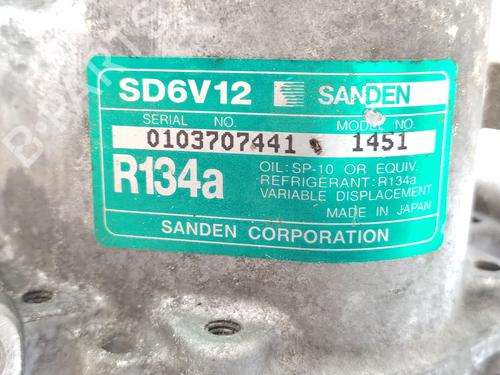 SD6V12 SANDEN
SERIAL NO. MODEL NO.
0103707441 1451
R134a
OIL: SP-10 OR EQUIV.
REFRIGERANT: R134a
VARIABLE DISPLACEMENT
MADE IN JAPAN
SANDEN CORPORATION